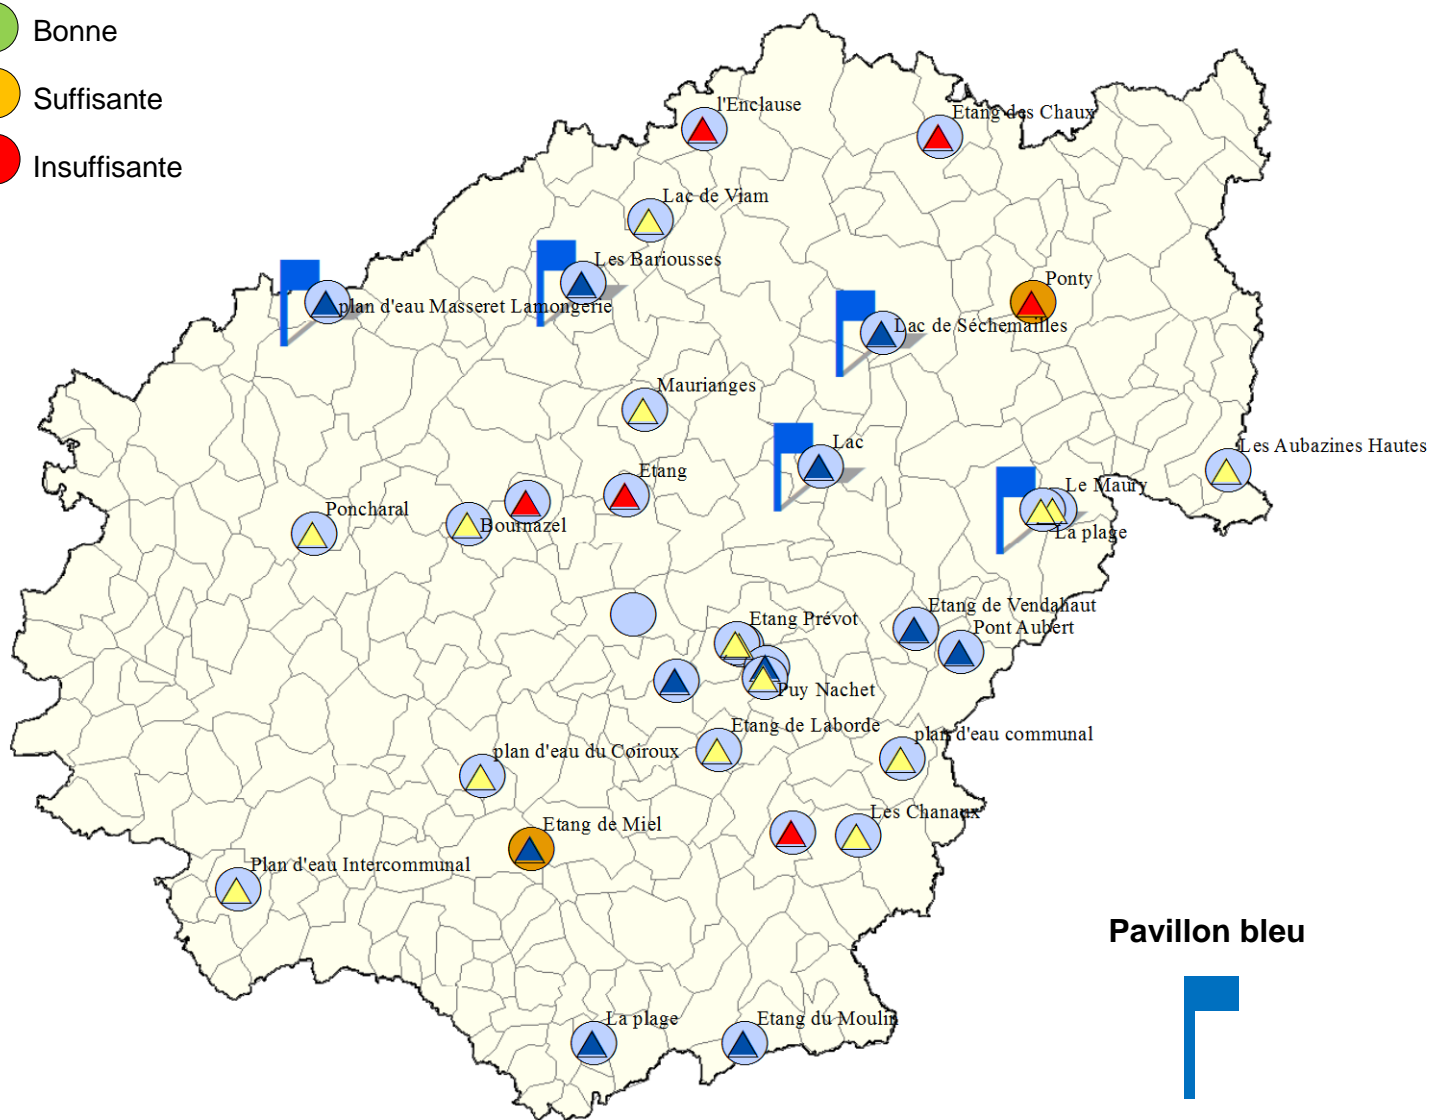 Bonne
Suffisante
Insuffisante
l'Enclause
Etang des Chaux
Lac de Viam
Les Bariousses
plan d'eau Masseret Lamongerie
Ponty
Lac de Séchemailles
Maurianges
Lac
Les Aubazines Hautes
Etang
Le Maury
Poncharal
Bournazel
La plage
Etang de Vendahaut
Etang Prévot
Pont Aubert
Puy Nachet
Etang de Laborde
plan d'eau communal
plan d'eau du Coiroux
Les Chanaux
Etang de Miel
Plan d'eau Intercommunal
Pavillon bleu
La plage
Etang du Moulin